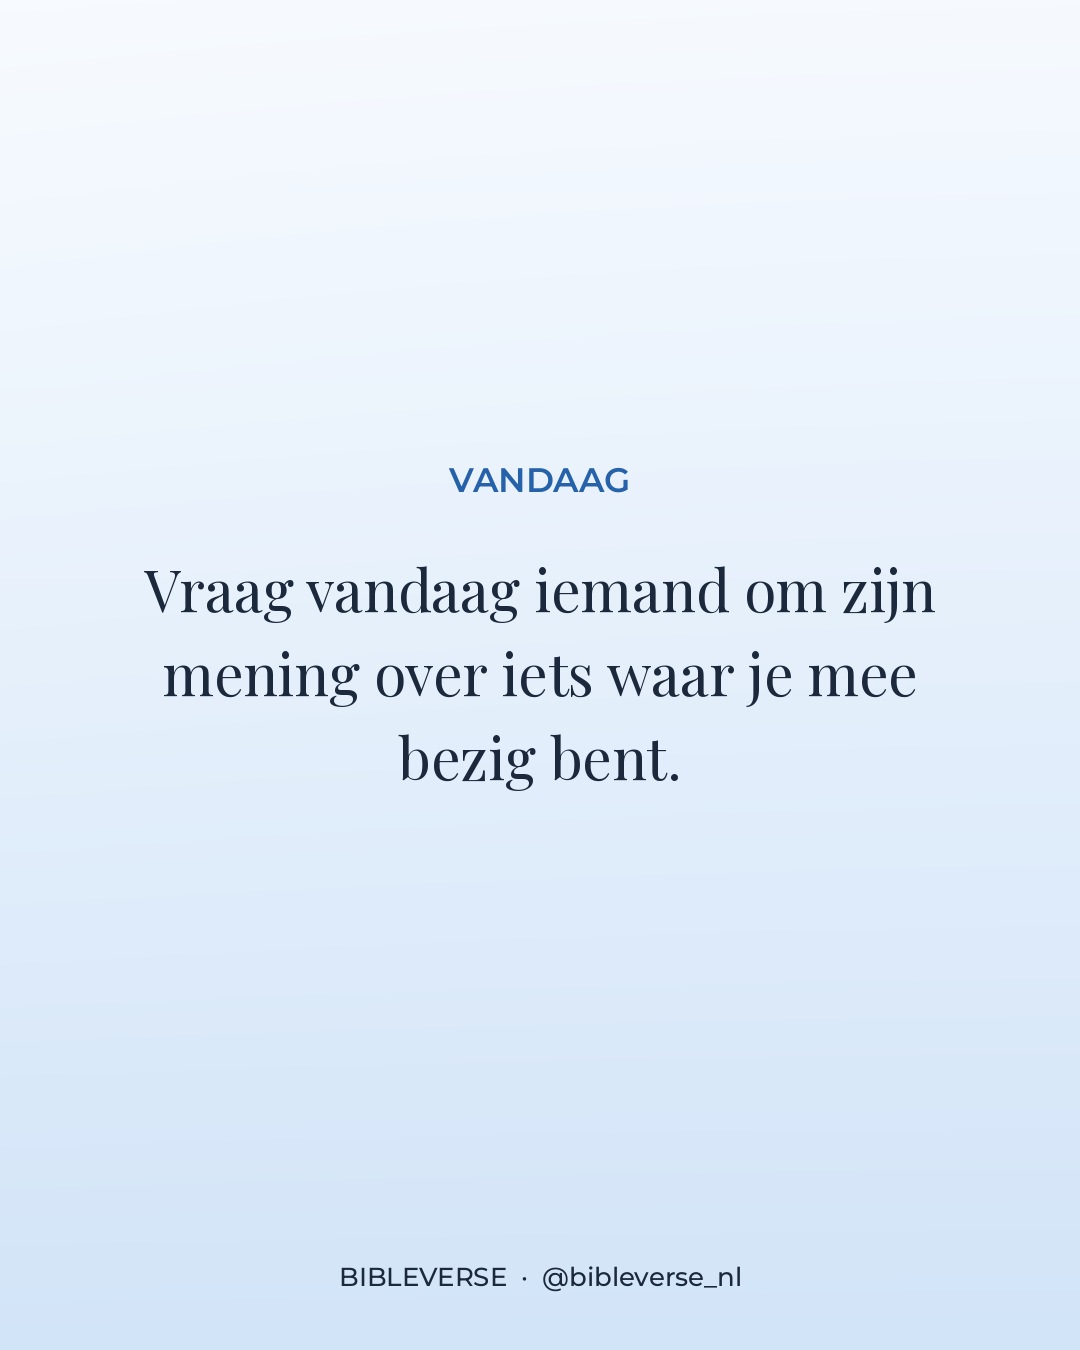 VANDAAG
Vraag vandaag iemand om zijn
mening over iets waar je mee
bezig bent.
BIBLEVERSE · @bibleverse_nl